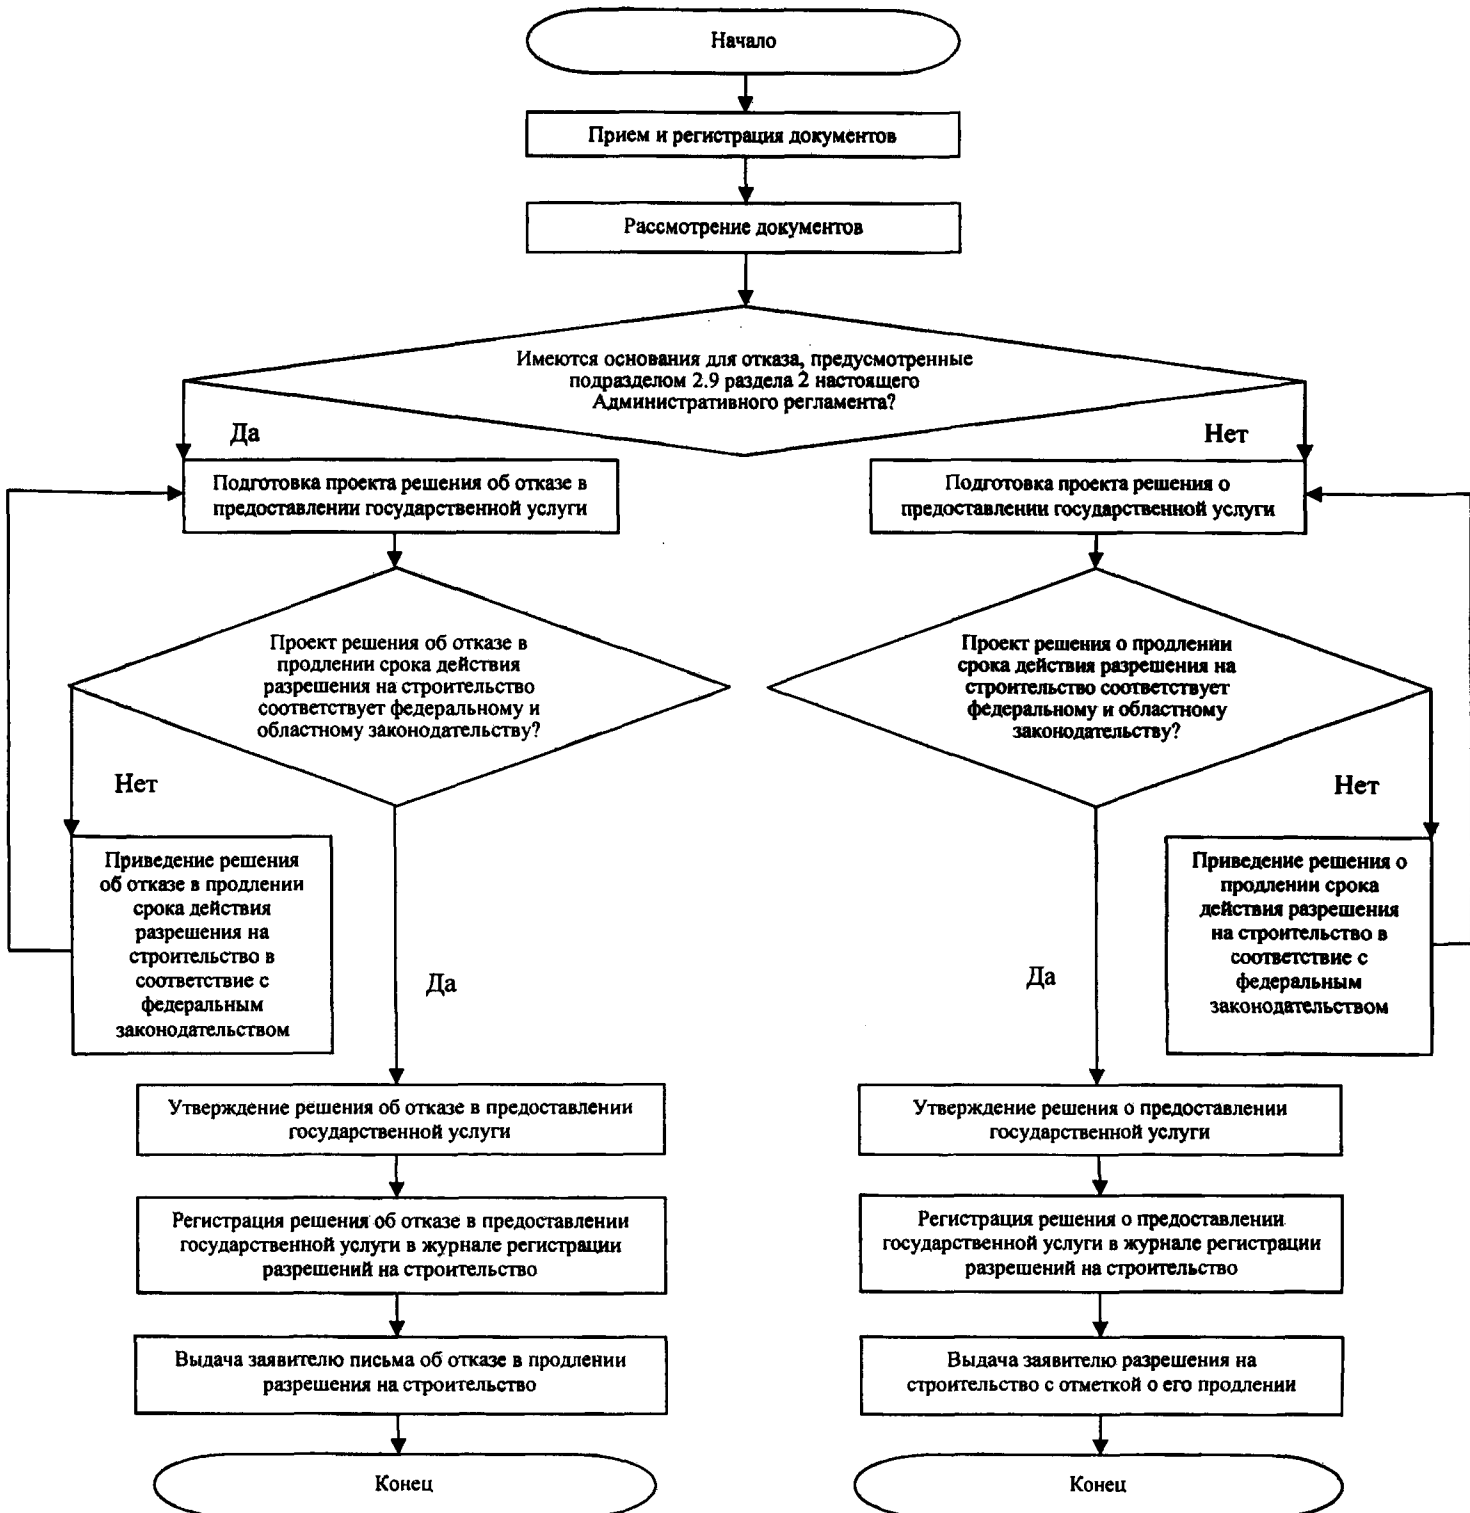 Начало
Прием и регистрация документов
Рассмотрение документов
Имеются основания для отказа, предусмотренные
подразделом 2.9 раздела 2 настоящего
Административного регламента?
Да
Нет
Подготовка проекта решения об отказе в
предоставлении государственной услуги
Подготовка проекта решения о
предоставлении государственной услуги
Проект решения об отказе в
продлении срока действия
разрешения на строительство
соответствует федеральному и
областному законодательству?
Проект решения о продлении
срока действия разрешения на
строительство соответствует
федеральному и областному
законодательству?
Нет
Нет
Приведение решения
об отказе в продлении
срока действия
разрешения на
строительство в
соответствие с
федеральным
законодательством
Приведение решения о
продлении срока
действия разрешения
на строительство в
соответствие с
федеральным
законодательством
Да
Да
Утверждение решения об отказе в предоставлении
государственной услуги
Утверждение решения о предоставлении
государственной услуги
Регистрация решения об отказе в предоставлении
государственной услуги в журнале регистрации
разрешений на строительство
Регистрация решения о предоставлении
государственной услуги в журнале регистрации
разрешений на строительство
Выдача заявителю письма об отказе в продлении
разрешения на строительство
Выдача заявителю разрешения на
строительство с отметкой о его продлении
Конец
Конец